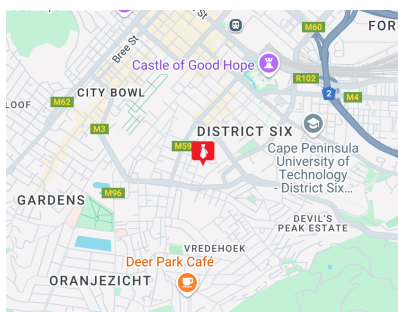 M60
FOR
Bree St
St
Castle of Good Hope
R102
2
M4
CITY BOWL
LOOF
M62
M3
DISTRICT SIX
M59
Cape Peninsula
University of
Technology
- District Six...
M96
GARDENS
DEVIL'S
PEAK ESTATE
VREDEHOEK
Deer Park Café
ORANJEZICHT